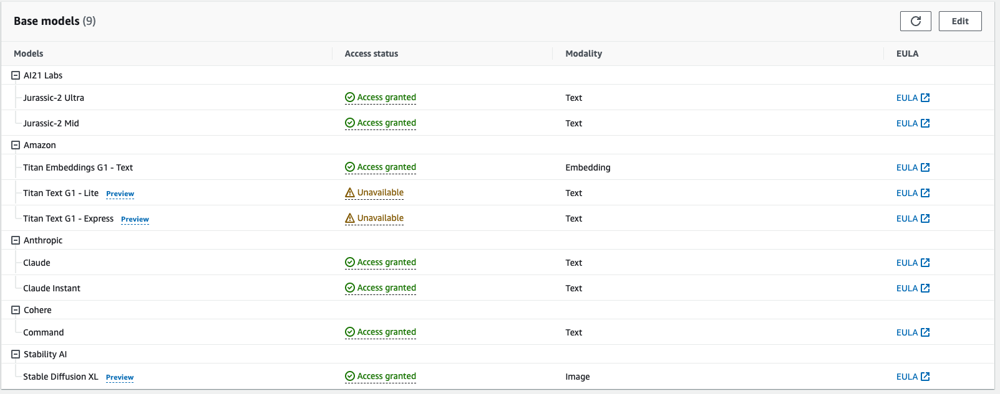 Base models (9)
Edit
Models Access status Modality EULA
AI21 Labs
Jurassic-2 Ultra Access granted Text EULA
Jurassic-2 Mid Access granted Text EULA
Amazon
Titan Embeddings G1 - Text Access granted Embedding EULA
Titan Text G1 - Lite Preview Unavailable Text EULA
Titan Text G1 - Express Preview Unavailable Text EULA
Anthropic
Claude Access granted Text EULA
Claude Instant Access granted Text EULA
Cohere
Command Access granted Text EULA
Stability AI
Stable Diffusion XL Preview Access granted Image EULA